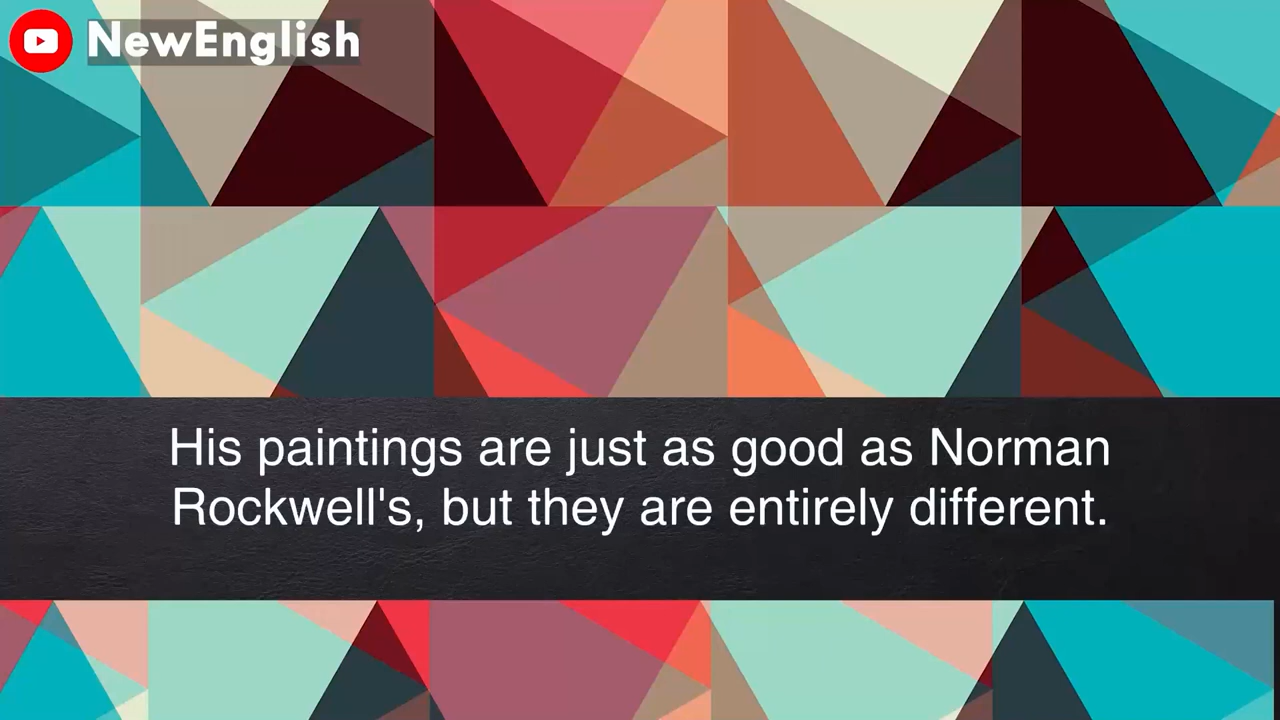 NewEnglish
His paintings are just as good as Norman
Rockwell's, but they are entirely different.